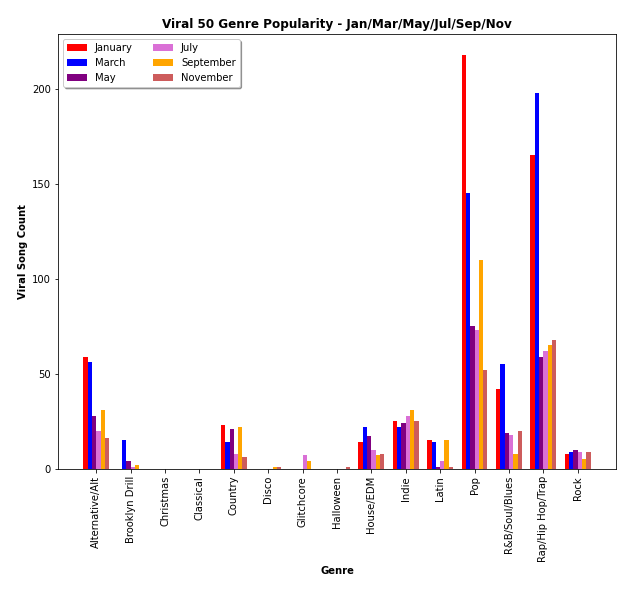 Viral 50 Genre Popularity - Jan/Mar/May/Jul/Sep/Nov
January
March
May
July
September
November
Viral Song Count
200
150
100
50
0
Alternative/Alt
Brooklyn Drill
Christmas
Classical
Country
Disco
Glitchcore
Halloween
House/EDM
Indie
Latin
Pop
R&B/Soul/Blues
Rap/Hip Hop/Trap
Rock
Genre